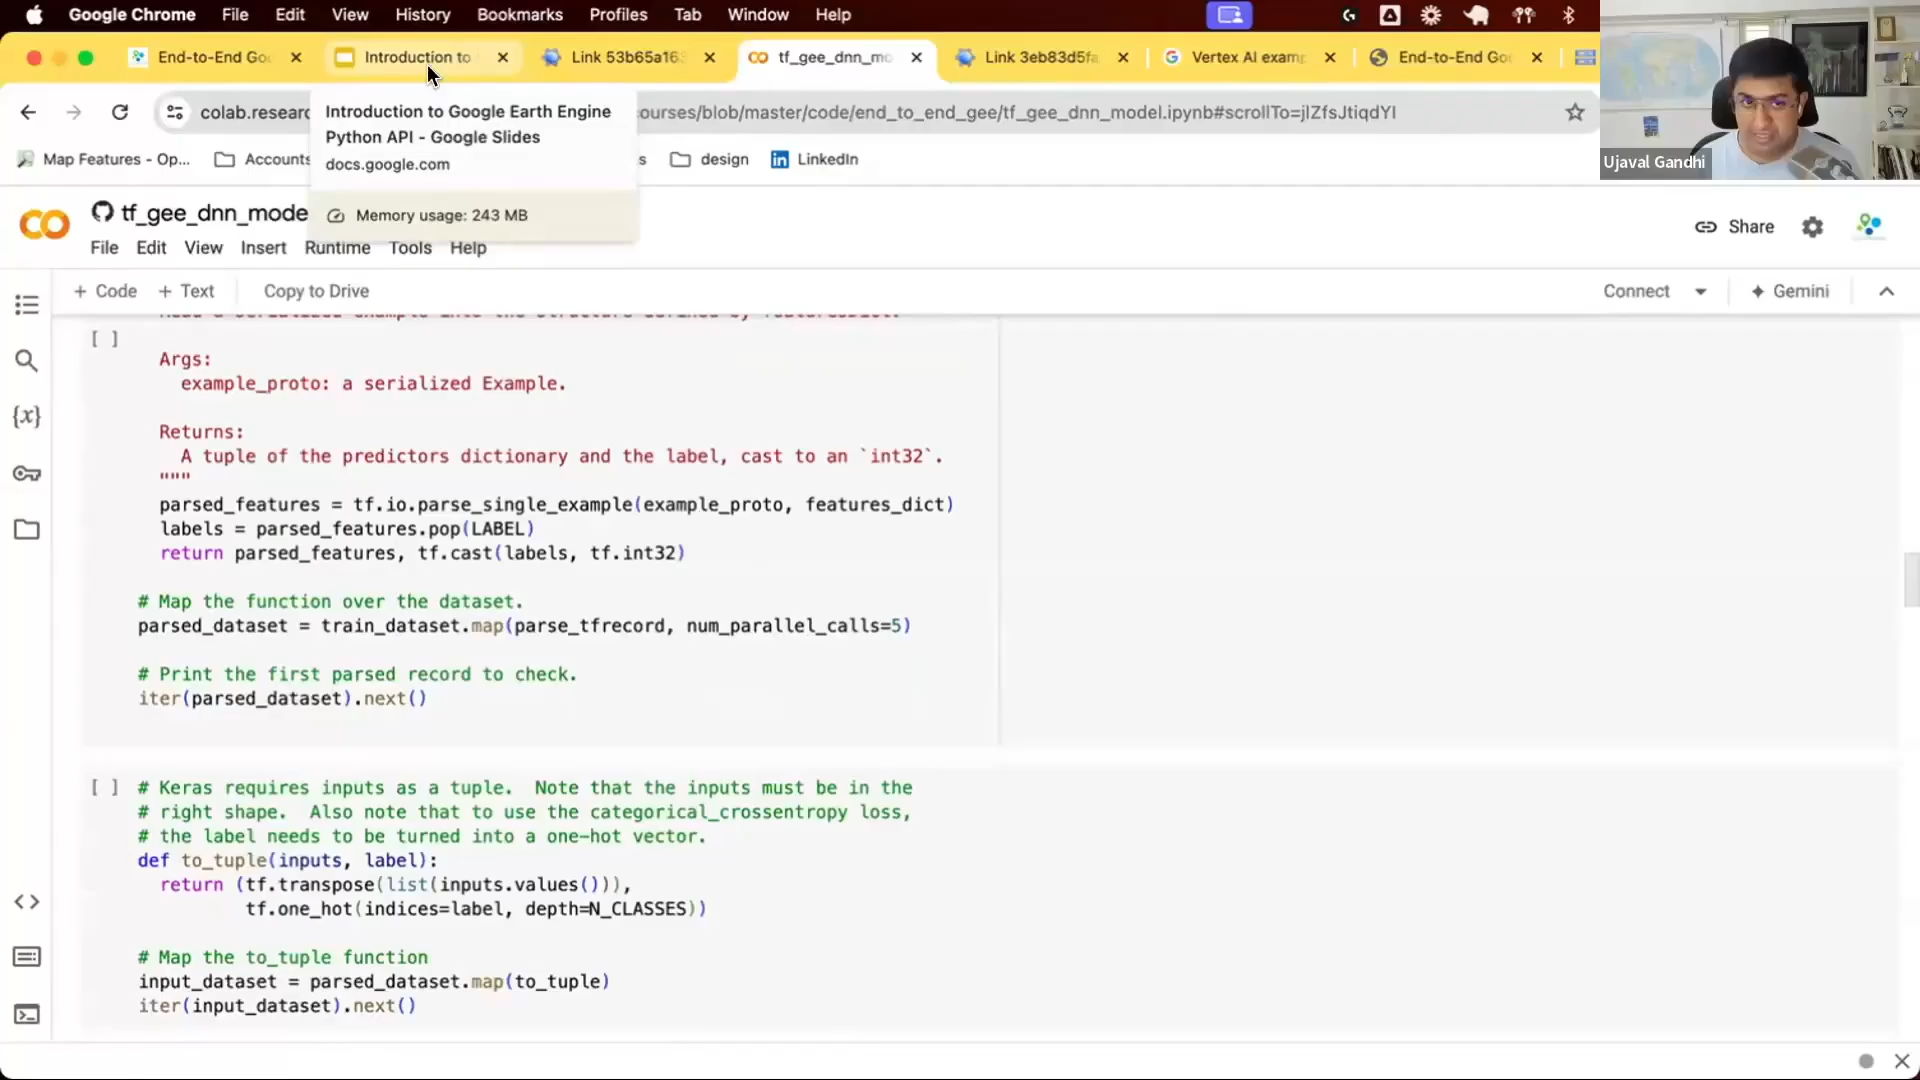 Google Chrome File Edit View History Bookmarks Profiles Tab Window Help
End-to-End Goo
Introduction to
Link 53b65a163
tf_gee_dnn_mo
Link 3eb83d5fa
Vertex AI examp
End-to-End Goo
colab.researc
ourses/blob/master/code/end_to_end_gee/tf_gee_dnn_model.ipynb#scrollTo=jIZfsJtiqdYI
Introduction to Google Earth Engine
Python API - Google Slides
docs.google.com
Memory usage: 243 MB
Map Features - Op...
Accounts
s
design
LinkedIn
Ujaval Gandhi
tf_gee_dnn_mode
File Edit View Insert Runtime Tools Help
Share
+ Code + Text Copy to Drive
Connect
Gemini
[ ]
Args:
example_proto: a serialized Example.
Returns:
A tuple of the predictors dictionary and the label, cast to an `int32`.
"""
parsed_features = tf.io.parse_single_example(example_proto, features_dict)
labels = parsed_features.pop(LABEL)
return parsed_features, tf.cast(labels, tf.int32)
# Map the function over the dataset.
parsed_dataset = train_dataset.map(parse_tfrecord, num_parallel_calls=5)
# Print the first parsed record to check.
iter(parsed_dataset).next()
[ ] # Keras requires inputs as a tuple. Note that the inputs must be in the
# right shape. Also note that to use the categorical_crossentropy loss,
# the label needs to be turned into a one-hot vector.
def to_tuple(inputs, label):
return (tf.transpose(list(inputs.values())),
tf.one_hot(indices=label, depth=N_CLASSES))
# Map the to_tuple function
input_dataset = parsed_dataset.map(to_tuple)
iter(input_dataset).next()